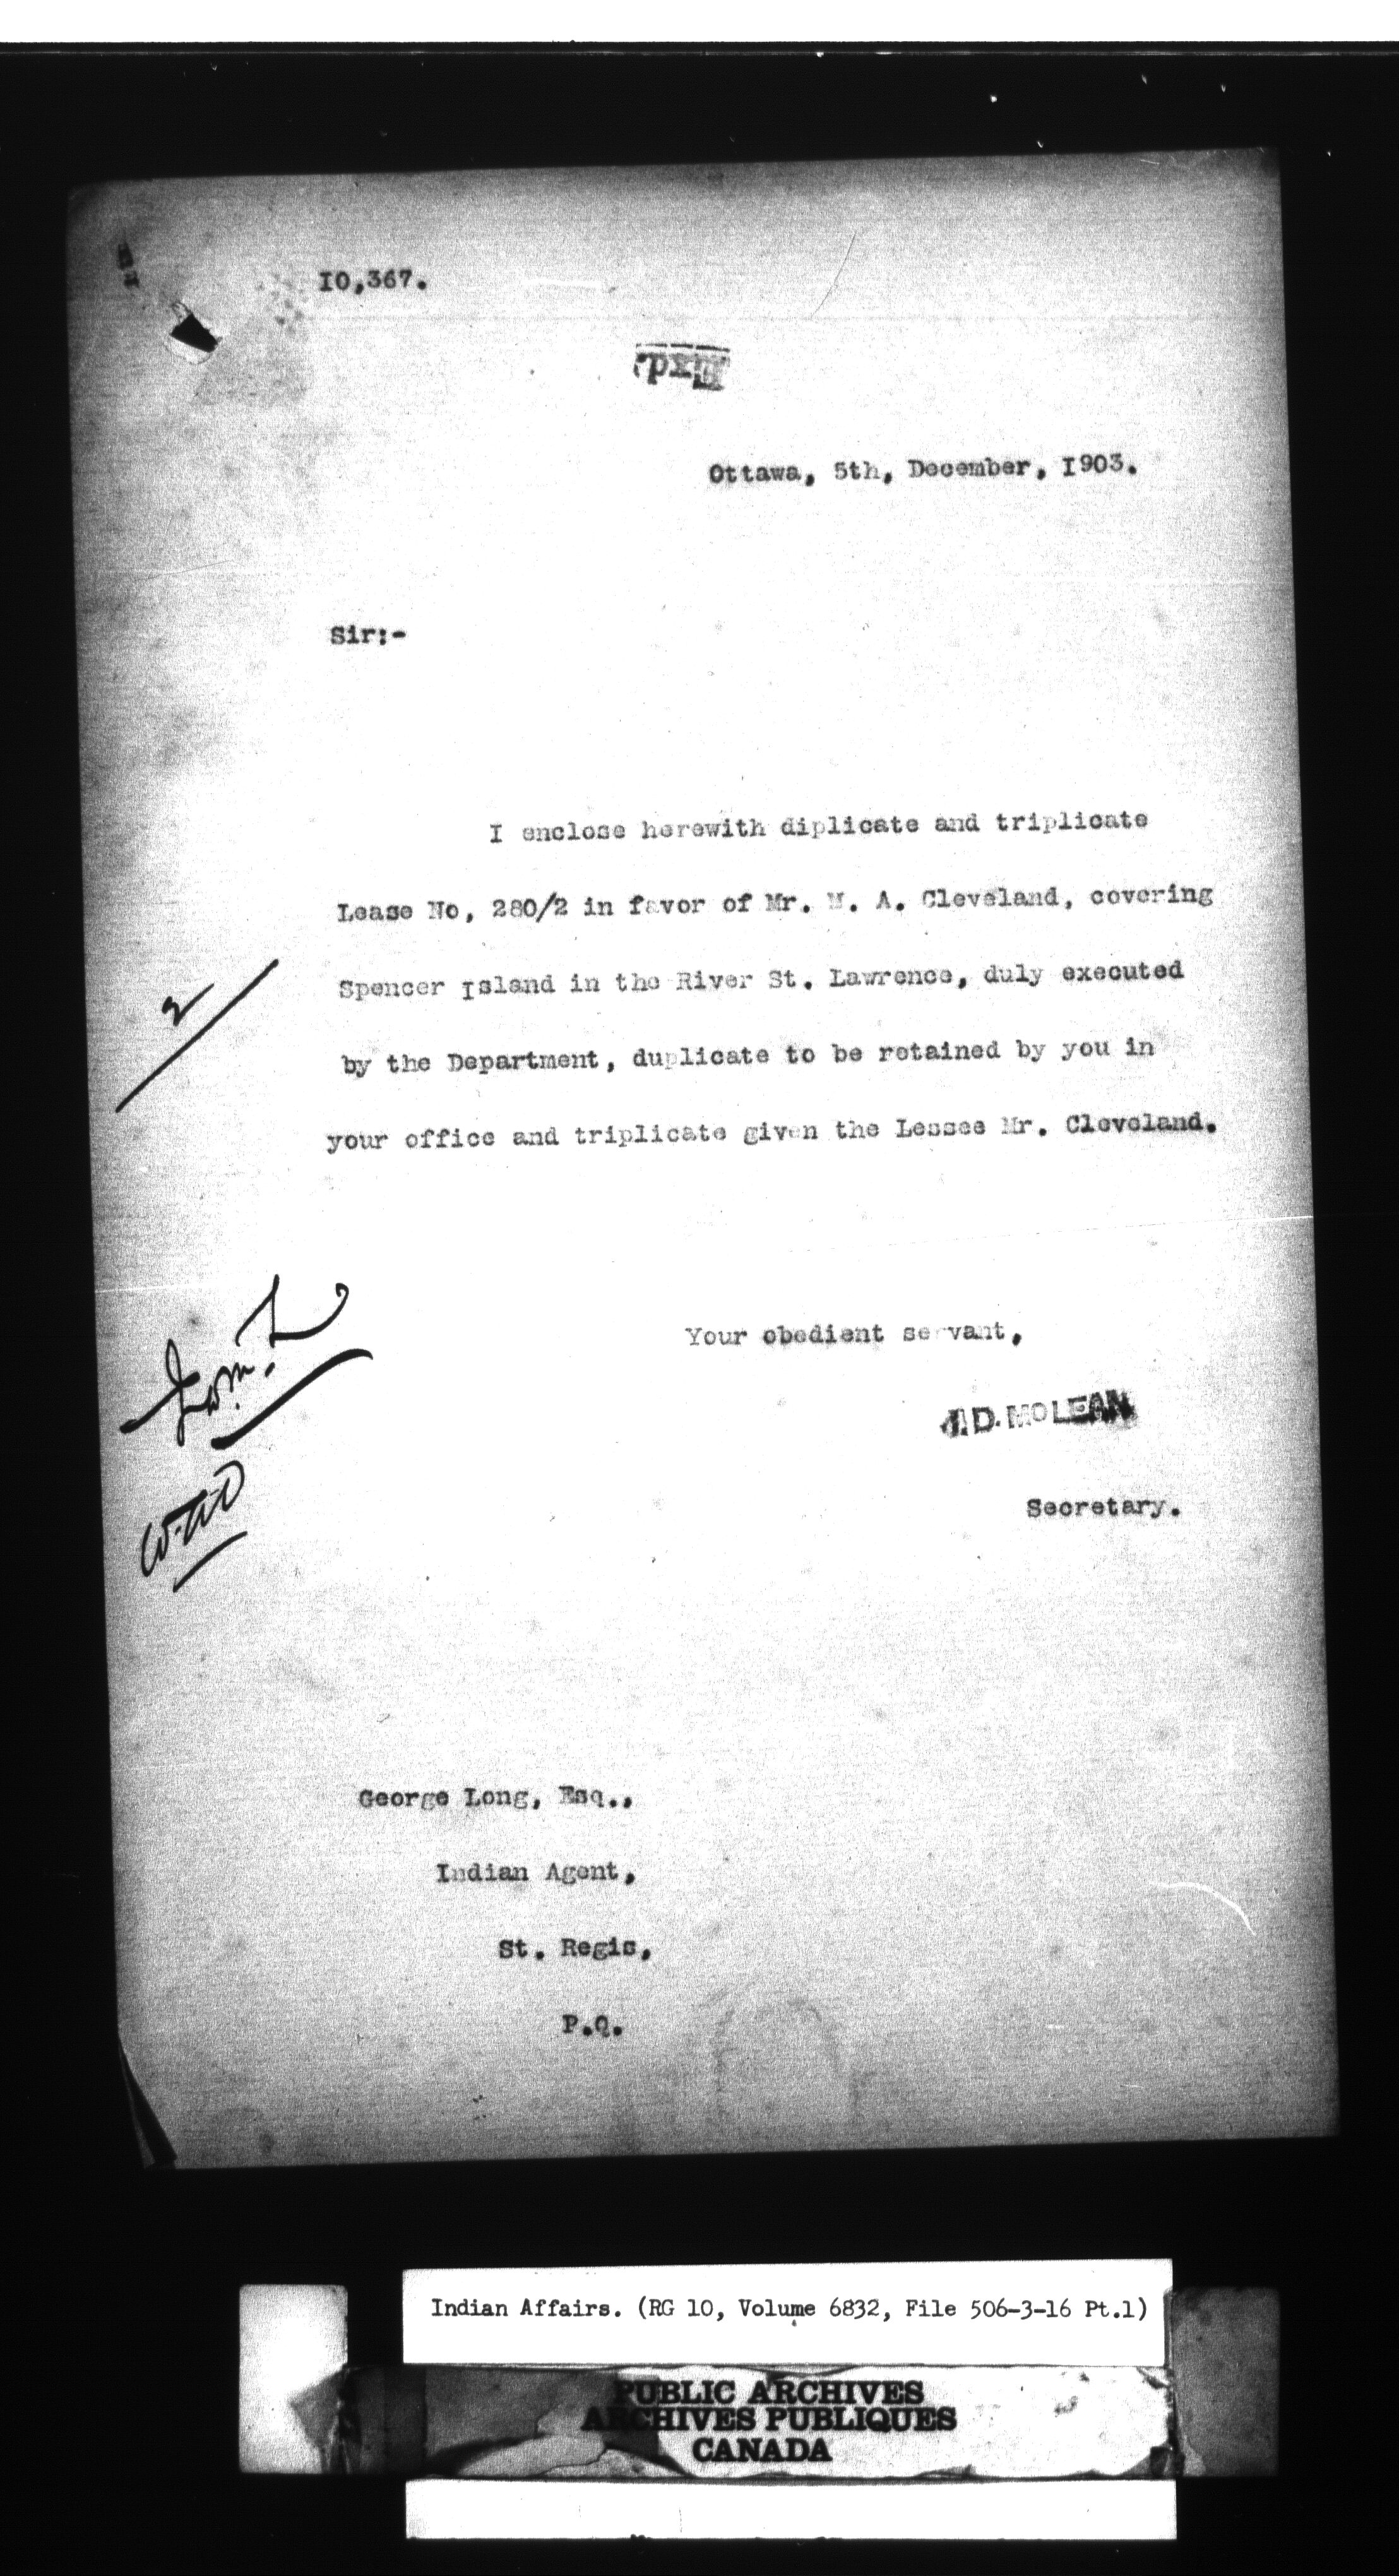 10,367.
Ottawa, 5th, December, 1903.
Sir:-
I enclose herewith diplicate and triplicate
Lease No, 280/2 in favor of Mr. A. Cleveland, covering
Spencer Island in the River St. Lawrence, duly executed
by the Department, duplicate to be retained by you in
your office and triplicate given the Lessee Mr. Cleveland.
2
Your obedient servant,
J.D. McLEAN
Secretary.
George Long, Esq.,
Indian Agent,
St. Regis,
P.Q.
Indian Affairs. (RG 10, Volume 6832, File 506-3-16 Pt.1)
PUBLIC ARCHIVES
ARCHIVES PUBLIQUES
CANADA